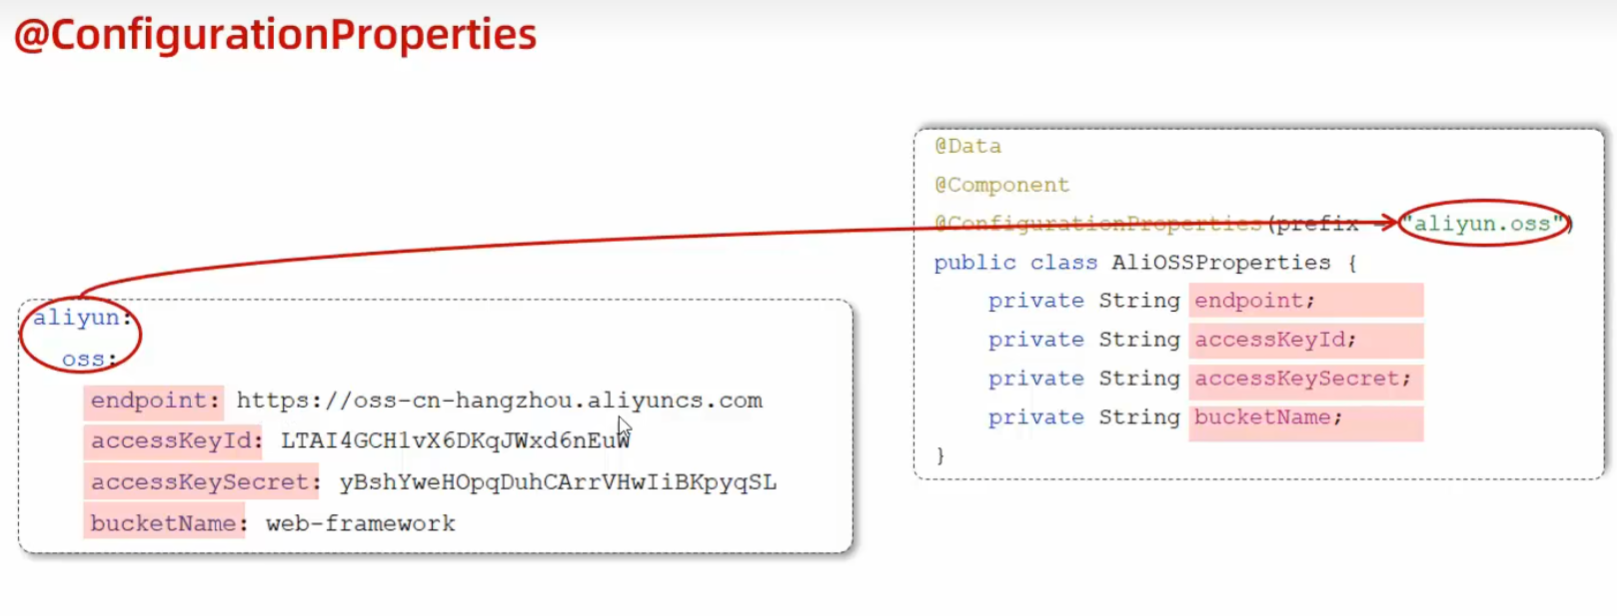 @ConfigurationProperties
aliyun:
oss:
endpoint: https://oss-cn-hangzhou.aliyuncs.com
accessKeyId: LTAI4GCH1vX6DKqJWxd6nEuW
accessKeySecret: yBshYweHOpqDuhCArrVHwIiBKpyqSL
bucketName: web-framework
@Data
@Component
@ConfigurationProperties(prefix = "aliyun.oss")
public class AliOSSProperties {
private String endpoint;
private String accessKeyId;
private String accessKeySecret;
private String bucketName;
}